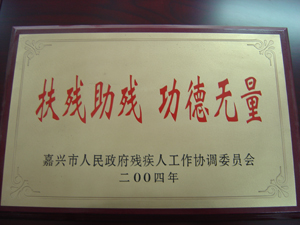 扶残助残 功德无量
嘉兴市人民政府残疾人工作协调委员会
二00四年